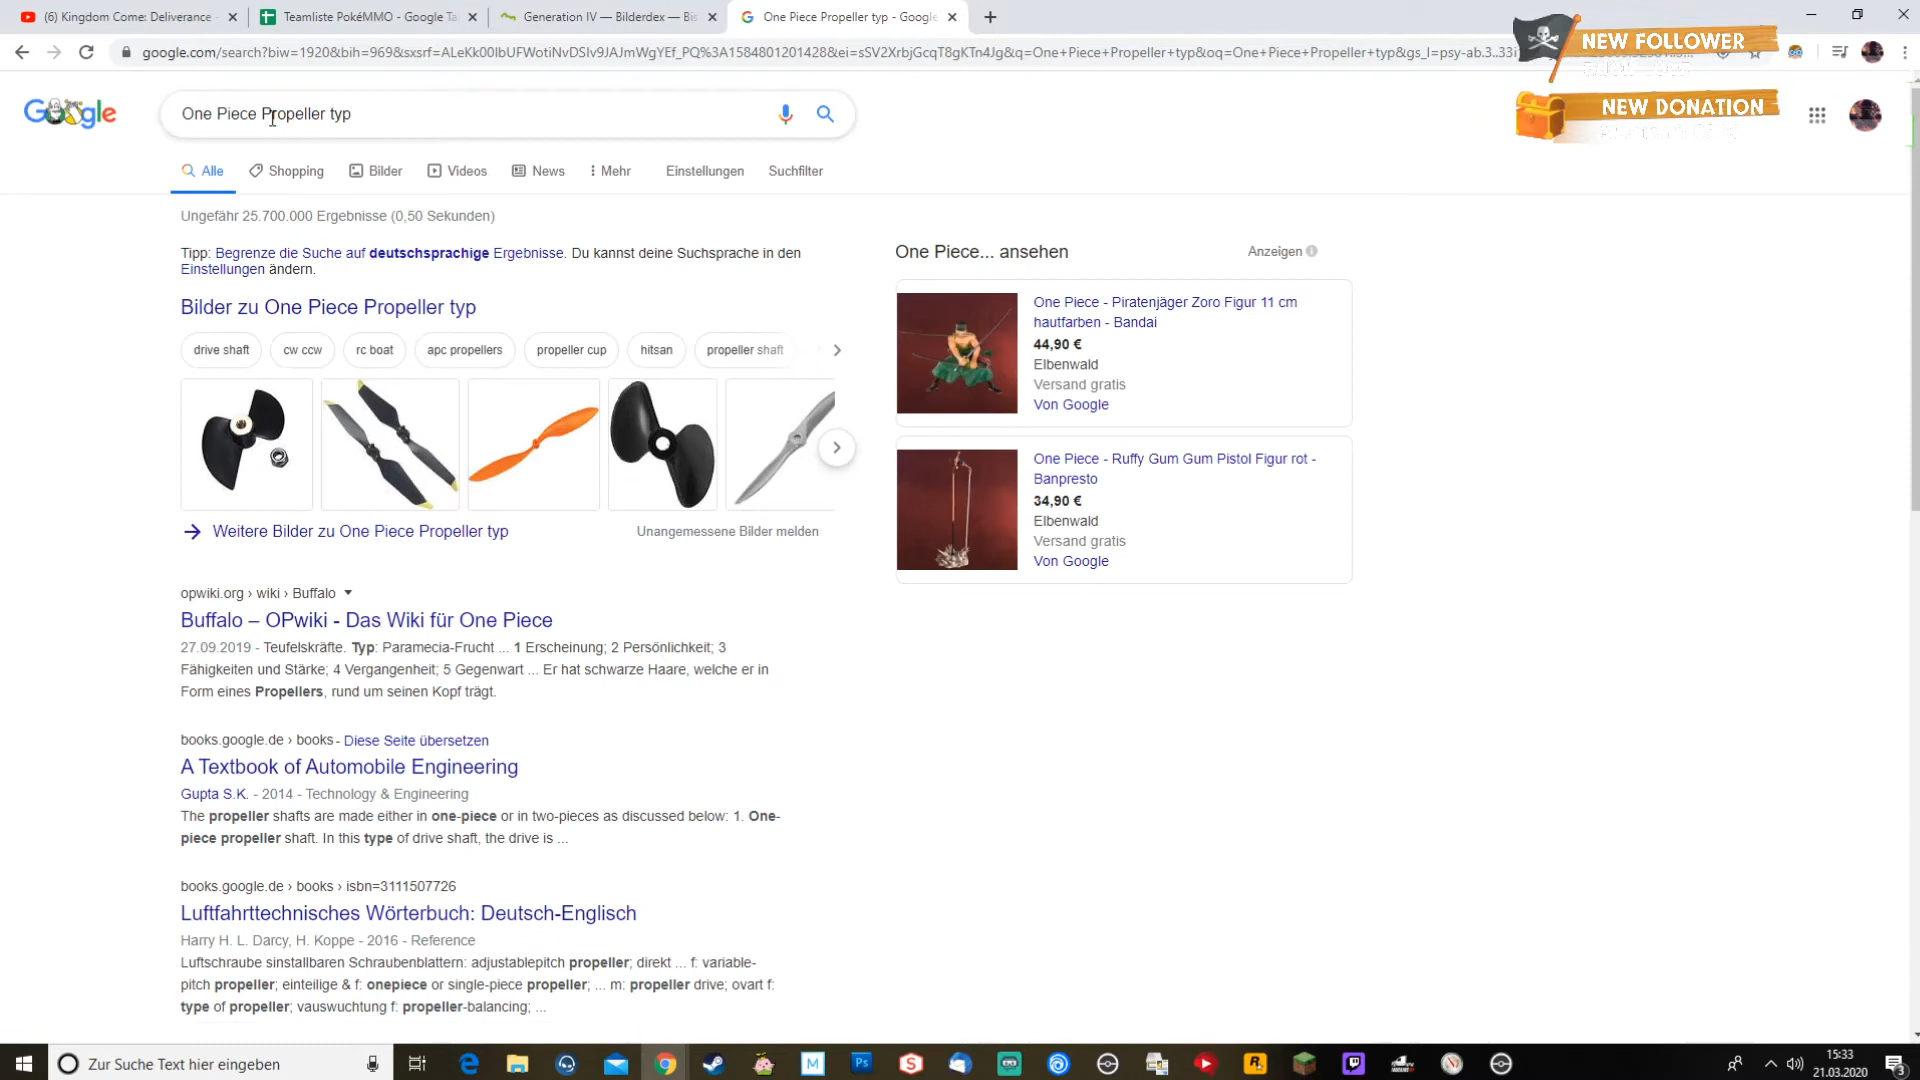 (6) Kingdom Come: Deliverance
Teamliste PokéMMO - Google Ta
Generation IV — Bilderdex — Bis
One Piece Propeller typ - Google
google.com/search?biw=1920&bih=969&sxsrf=ALeKk00IbUFWotiNvDSlv9JAJmWgYEf_PQ%3A1584801201428&ei=sSV2XrbjGcqT8gKTn4Jg&q=One+Piece+Propeller+typ&oq=One+Piece+Propeller+typ&gs_l=psy-ab.3..33i
NEW FOLLOWER
NEW DONATION
Google
One Piece Propeller typ
Alle Shopping Bilder Videos News Mehr Einstellungen Suchfilter
Ungefähr 25.700.000 Ergebnisse (0,50 Sekunden)
Tipp: Begrenze die Suche auf deutschsprachige Ergebnisse. Du kannst deine Suchsprache in den
Einstellungen ändern.
Bilder zu One Piece Propeller typ
drive shaft cw ccw rc boat apc propellers propeller cup hitsan propeller shaft
Weitere Bilder zu One Piece Propeller typ Unangemessene Bilder melden
opwiki.org › wiki › Buffalo
Buffalo – OPwiki - Das Wiki für One Piece
27.09.2019 - Teufelskräfte. Typ: Paramecia-Frucht ... 1 Erscheinung; 2 Persönlichkeit; 3
Fähigkeiten und Stärke; 4 Vergangenheit; 5 Gegenwart ... Er hat schwarze Haare, welche er in
Form eines Propellers, rund um seinen Kopf trägt.
books.google.de › books - Diese Seite übersetzen
A Textbook of Automobile Engineering
Gupta S.K. - 2014 - Technology & Engineering
The propeller shafts are made either in one-piece or in two-pieces as discussed below: 1. One-
piece propeller shaft. In this type of drive shaft, the drive is ...
books.google.de › books › isbn=3111507726
Luftfahrttechnisches Wörterbuch: Deutsch-Englisch
Harry H. L. Darcy, H. Koppe - 2016 - Reference
Luftschraube sinstallbaren Schraubenblattern: adjustablepitch propeller; direkt ... f: variable-
pitch propeller; einteilige & f: onepiece or single-piece propeller; ... m: propeller drive; ovart f:
type of propeller; vauswuchtung f: propeller-balancing; ...
One Piece... ansehen Anzeigen
One Piece - Piratenjäger Zoro Figur 11 cm
hautfarben - Bandai
44,90 €
Elbenwald
Versand gratis
Von Google
One Piece - Ruffy Gum Gum Pistol Figur rot -
Banpresto
34,90 €
Elbenwald
Versand gratis
Von Google
Zur Suche Text hier eingeben
15:33
21.03.2020
3